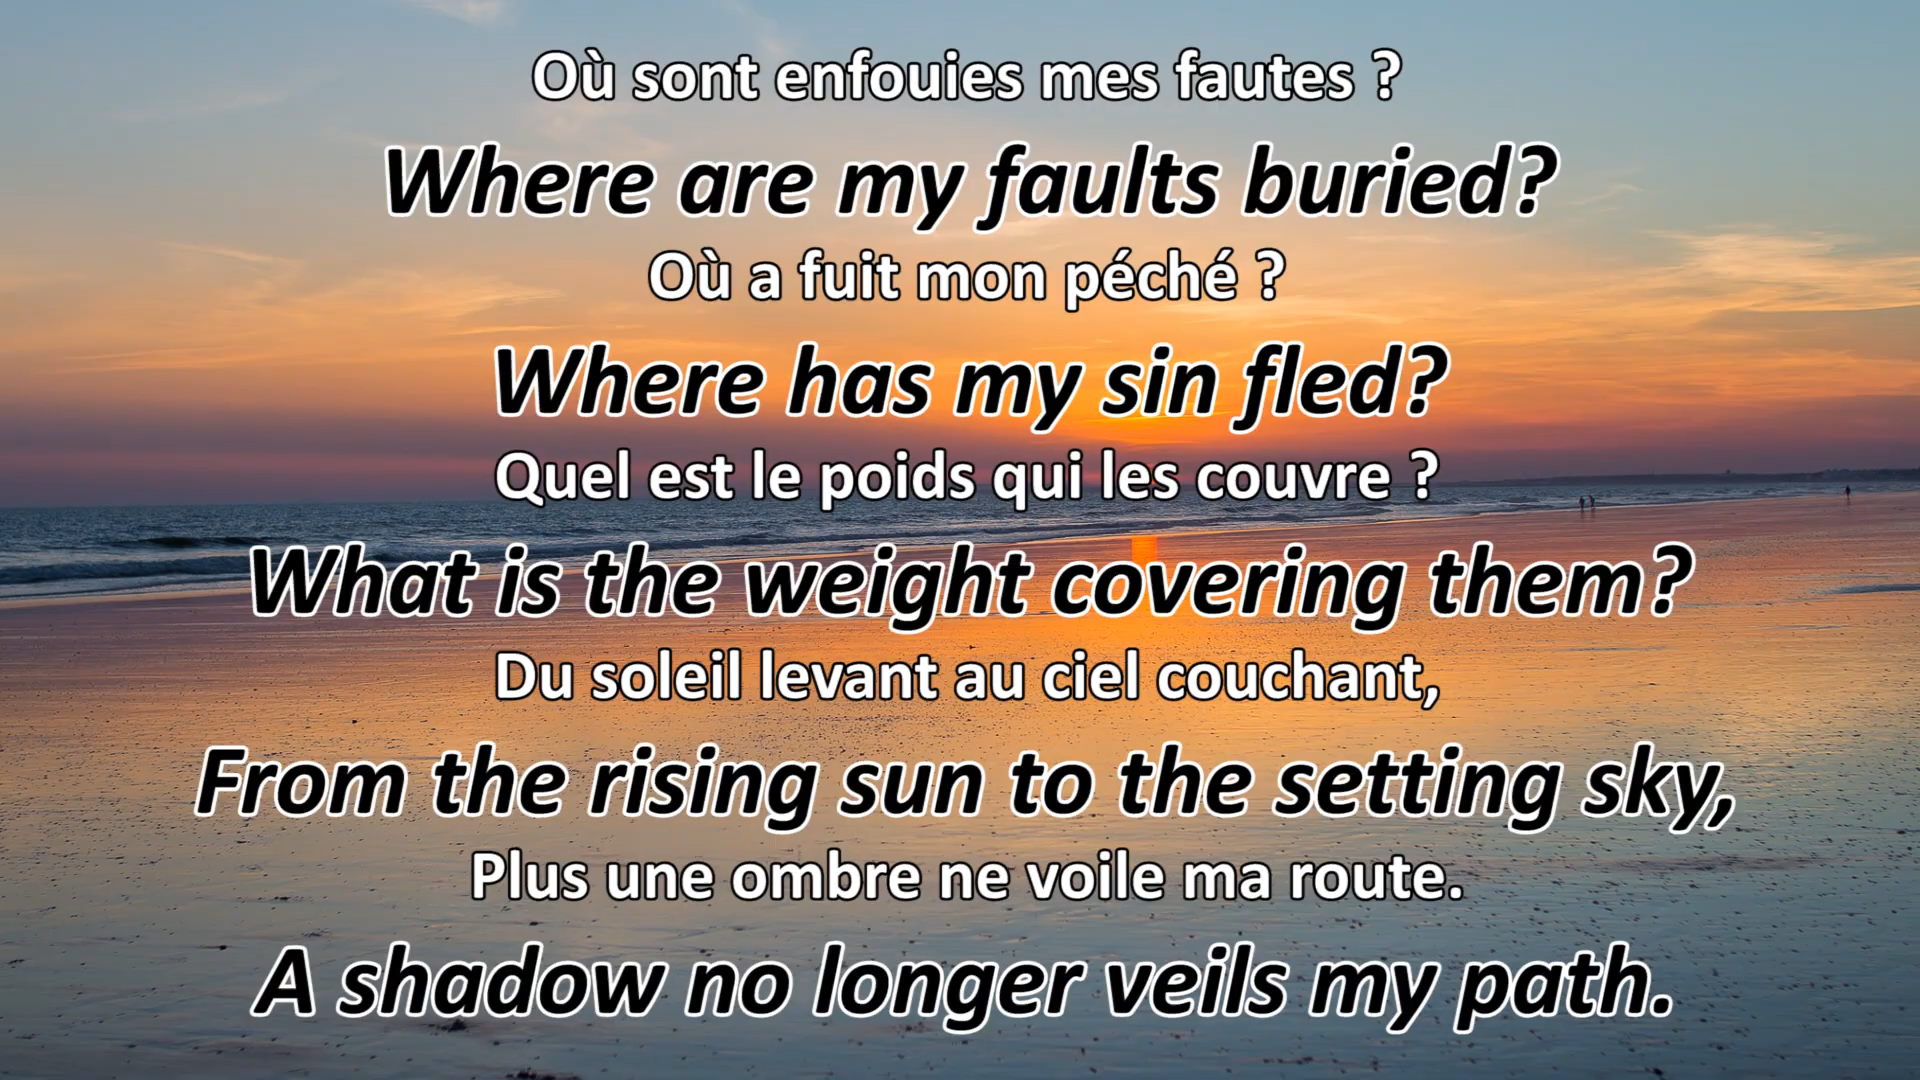 Où sont enfouies mes fautes ?
Where are my faults buried?
Où a fuit mon péché ?
Where has my sin fled?
Quel est le poids qui les couvre ?
What is the weight covering them?
Du soleil levant au ciel couchant,
From the rising sun to the setting sky,
Plus une ombre ne voile ma route.
A shadow no longer veils my path.